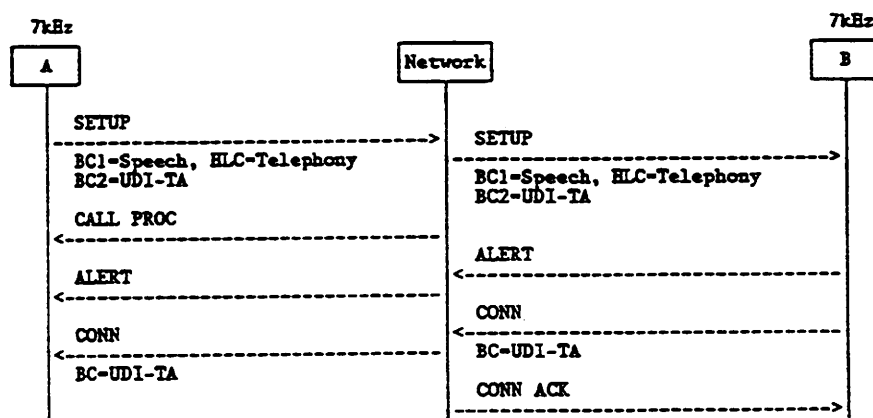 7kHz
7kHz
A
Network
B
SETUP
SETUP
BC1=Speech, HLC=Telephony
BC2=UDI-TA
BC1=Speech, HLC=Telephony
BC2=UDI-TA
CALL PROC
ALERT
ALERT
CONN
CONN
BC=UDI-TA
BC=UDI-TA
CONN ACK